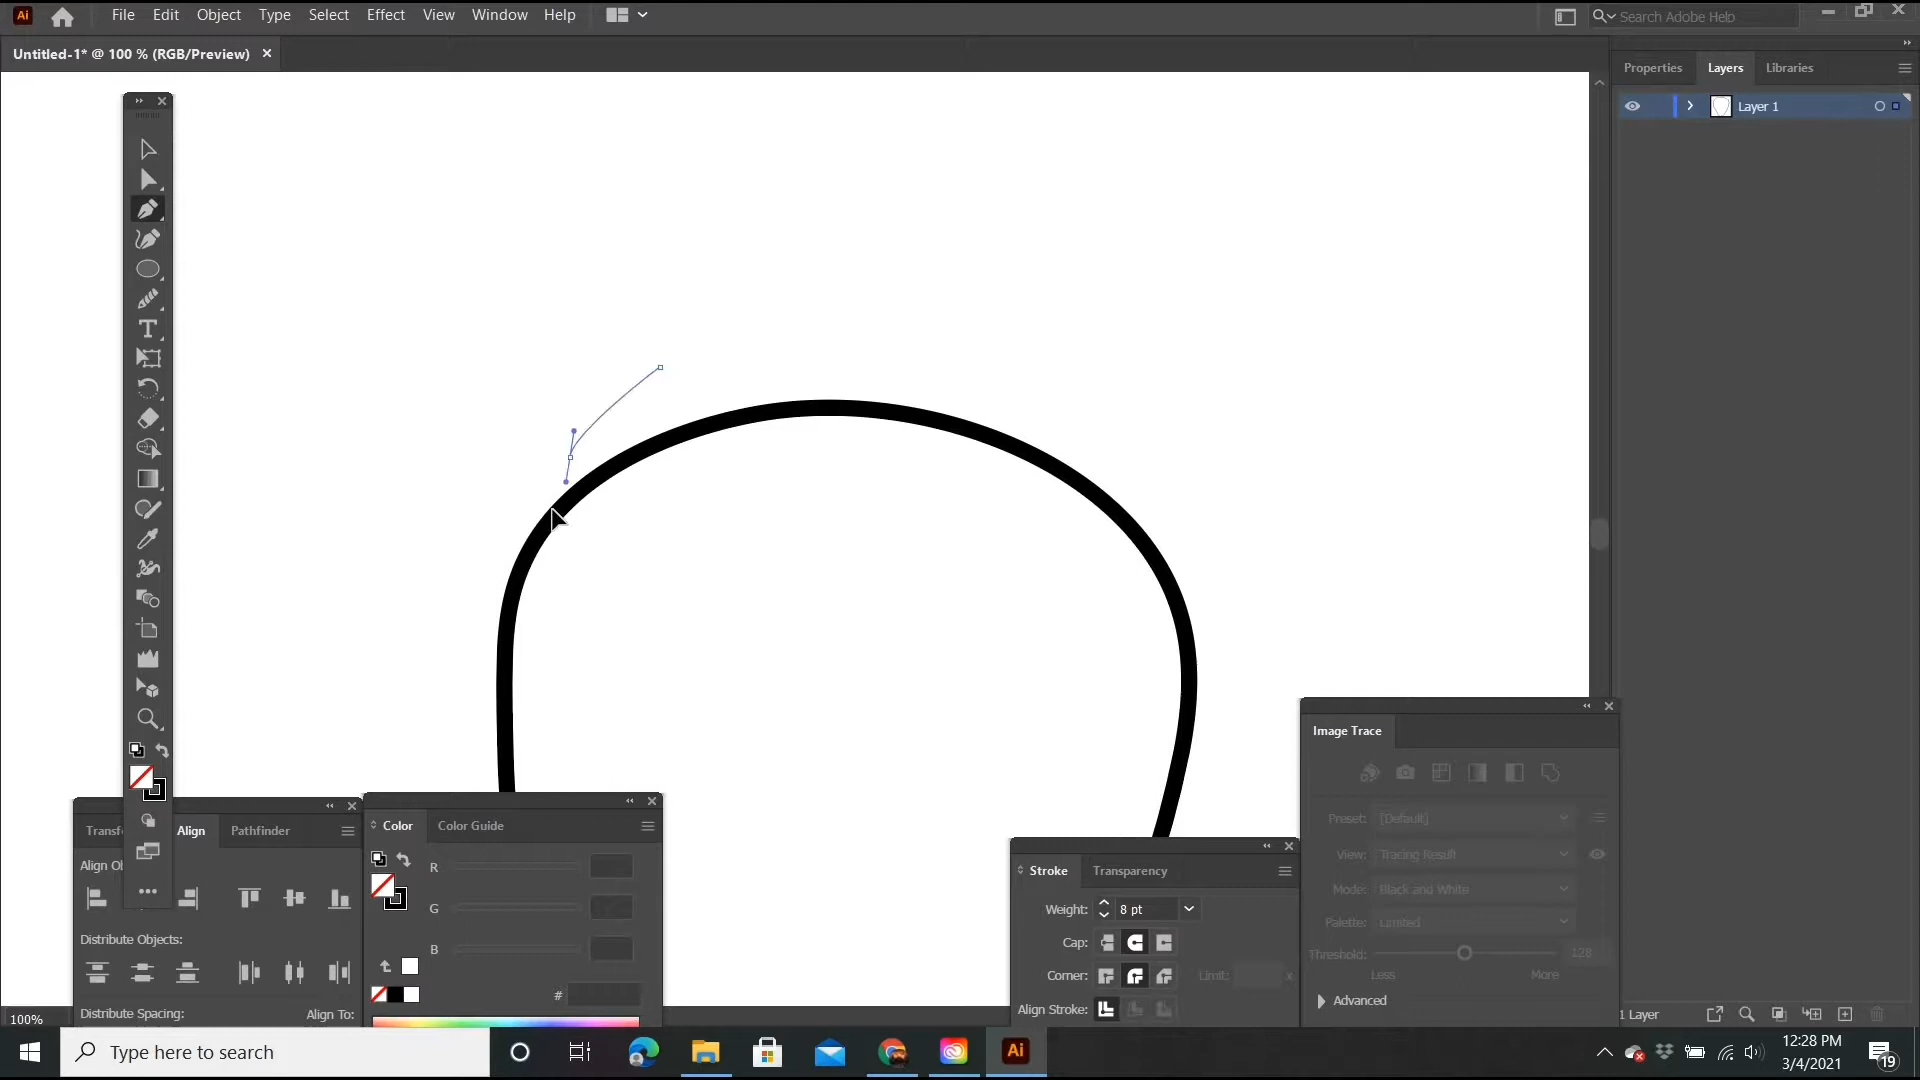 Ai File Edit Object Type Select Effect View Window Help Search Adobe Help
Untitled-1* @ 100 % (RGB/Preview)
Properties Layers Libraries
Layer 1
T
Image Trace
Preset: [Default]
View: Tracing Result
Mode: Black and White
Palette: Limited
Threshold: 128
Less More
Advanced
Transfo Align Pathfinder
Align Ob
Distribute Objects:
Distribute Spacing: Align To:
Color Color Guide
R
G
B
#
Stroke Transparency
Weight: 8 pt
Cap:
Corner: Limit: x
Align Stroke:
100%
1 Layer
Type here to search
Ai
12:28 PM
3/4/2021
19